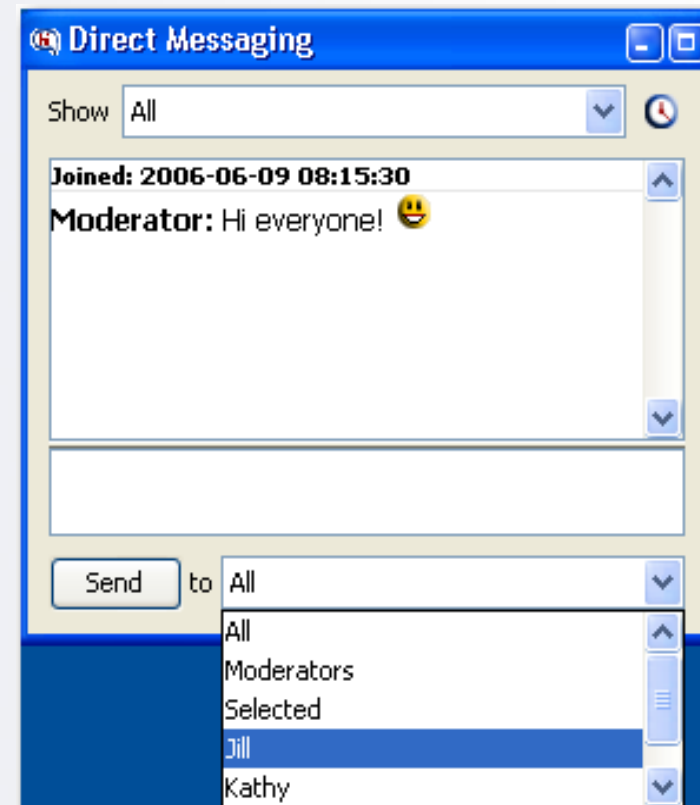 Direct Messaging
Show All
Joined: 2006-06-09 08:15:30
Moderator: Hi everyone!
Send to All
All
Moderators
Selected
Jill
Kathy